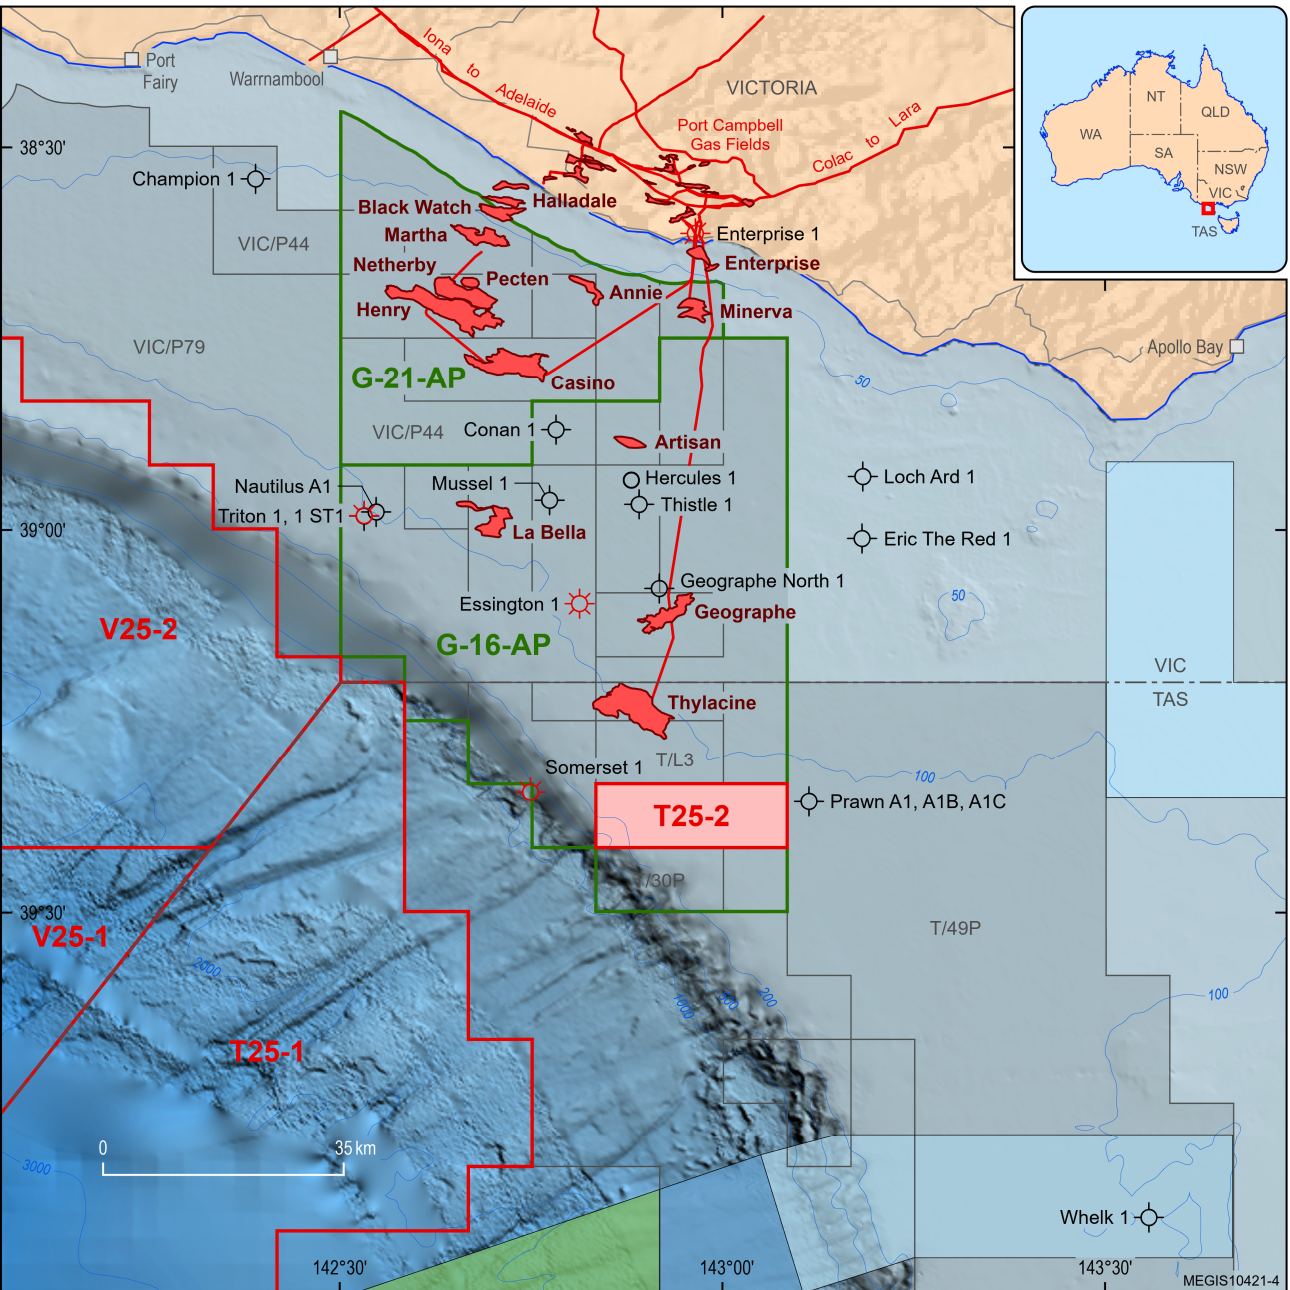 Port
Fairy
Warrnambool
Iona to Adelaide
VICTORIA
Port Campbell
Gas Fields
Colac to Lara
WA
NT
SA
QLD
NSW
VIC
TAS
38°30'
Champion 1
VIC/P44
Black Watch
Halladale
Martha
Enterprise 1
Netherby
Pecten
Enterprise
Henry
Annie
Minerva
VIC/P79
Apollo Bay
G-21-AP
Casino
50
VIC/P44
Conan 1
Artisan
Nautilus A1
Mussel 1
Hercules 1
Loch Ard 1
Triton 1, 1 ST1
Thistle 1
39°00'
La Bella
Eric The Red 1
Geographe North 1
Essington 1
50
Geographe
V25-2
G-16-AP
VIC
TAS
Thylacine
T/L3
Somerset 1
100
T25-2
Prawn A1, A1B, A1C
T/30P
39°30'
V25-1
T/49P
2000
1000
500
200
100
T25-1
0
35 km
3000
Whelk 1
142°30'
143°00'
143°30'
MEGIS10421-4